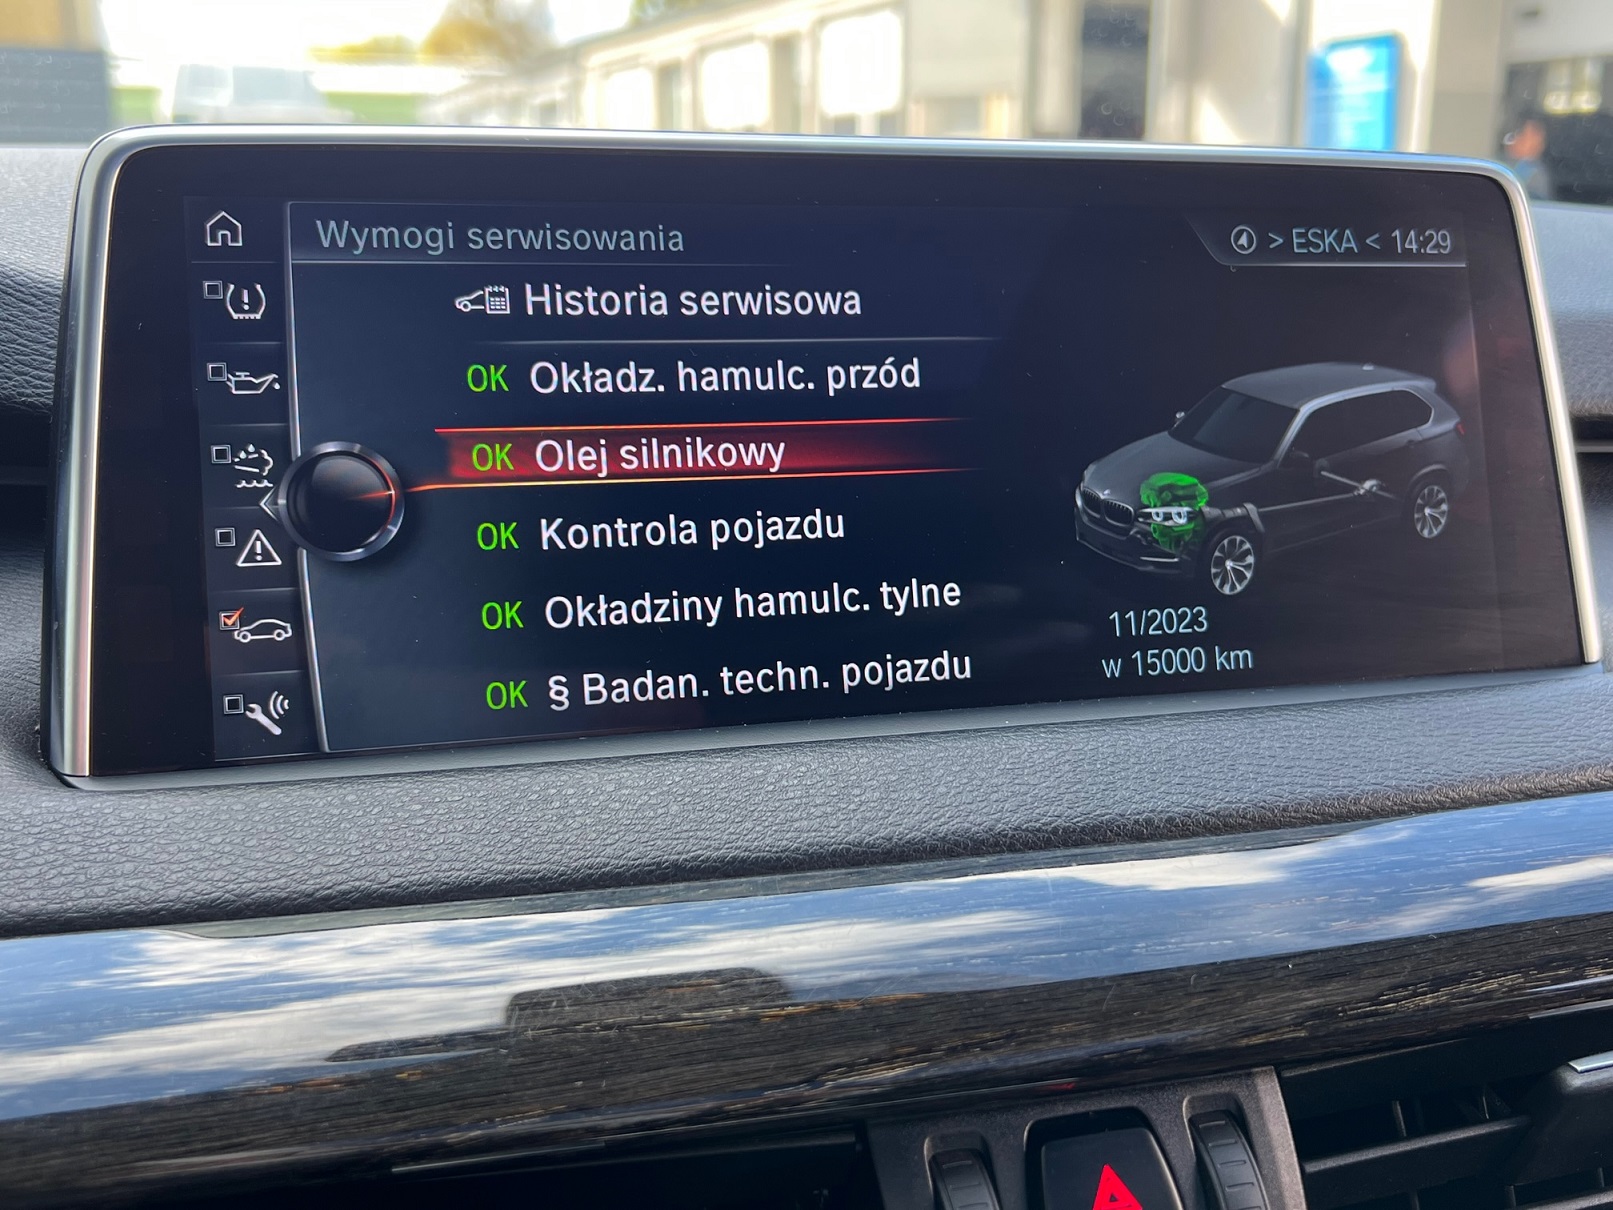 Wymogi serwisowania
> ESKA < 14:29
Historia serwisowa
OK Okładz. hamulc. przód
OK Olej silnikowy
OK Kontrola pojazdu
OK Okładziny hamulc. tylne
OK § Badan. techn. pojazdu
11/2023
w 15000 km